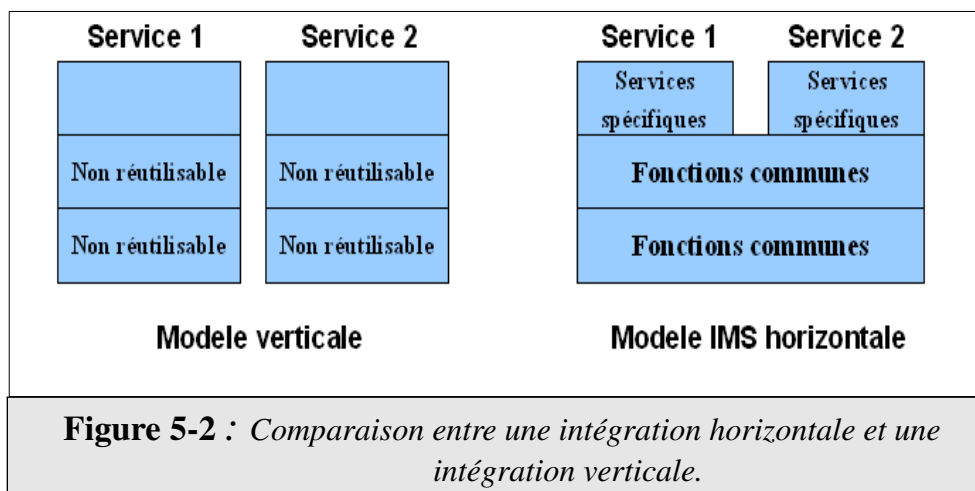 Service 1 Service 2 Service 1 Service 2
Services Services
spécifiques spécifiques
Non réutilisable Non réutilisable Fonctions communes
Non réutilisable Non réutilisable Fonctions communes
Modele verticale Modele IMS horizontale
Figure 5-2 : Comparaison entre une intégration horizontale et une
intégration verticale.